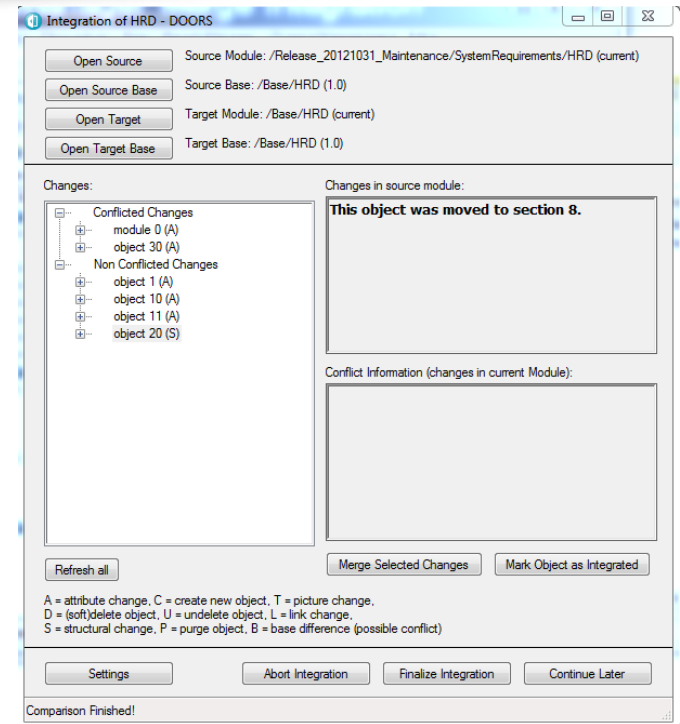 Integration of HRD - DOORS
Open Source
Source Module: /Release_20121031_Maintenance/SystemRequirements/HRD (current)
Open Source Base
Source Base: /Base/HRD (1.0)
Open Target
Target Module: /Base/HRD (current)
Open Target Base
Target Base: /Base/HRD (1.0)
Changes:
Conflicted Changes
module 0 (A)
object 30 (A)
Non Conflicted Changes
object 1 (A)
object 10 (A)
object 11 (A)
object 20 (S)
Changes in source module:
This object was moved to section 8.
Conflict Information (changes in current Module):
Refresh all
Merge Selected Changes
Mark Object as Integrated
A = attribute change, C = create new object, T = picture change,
D = (soft)delete object, U = undelete object, L = link change,
S = structural change, P = purge object, B = base difference (possible conflict)
Settings
Abort Integration
Finalize Integration
Continue Later
Comparison Finished!